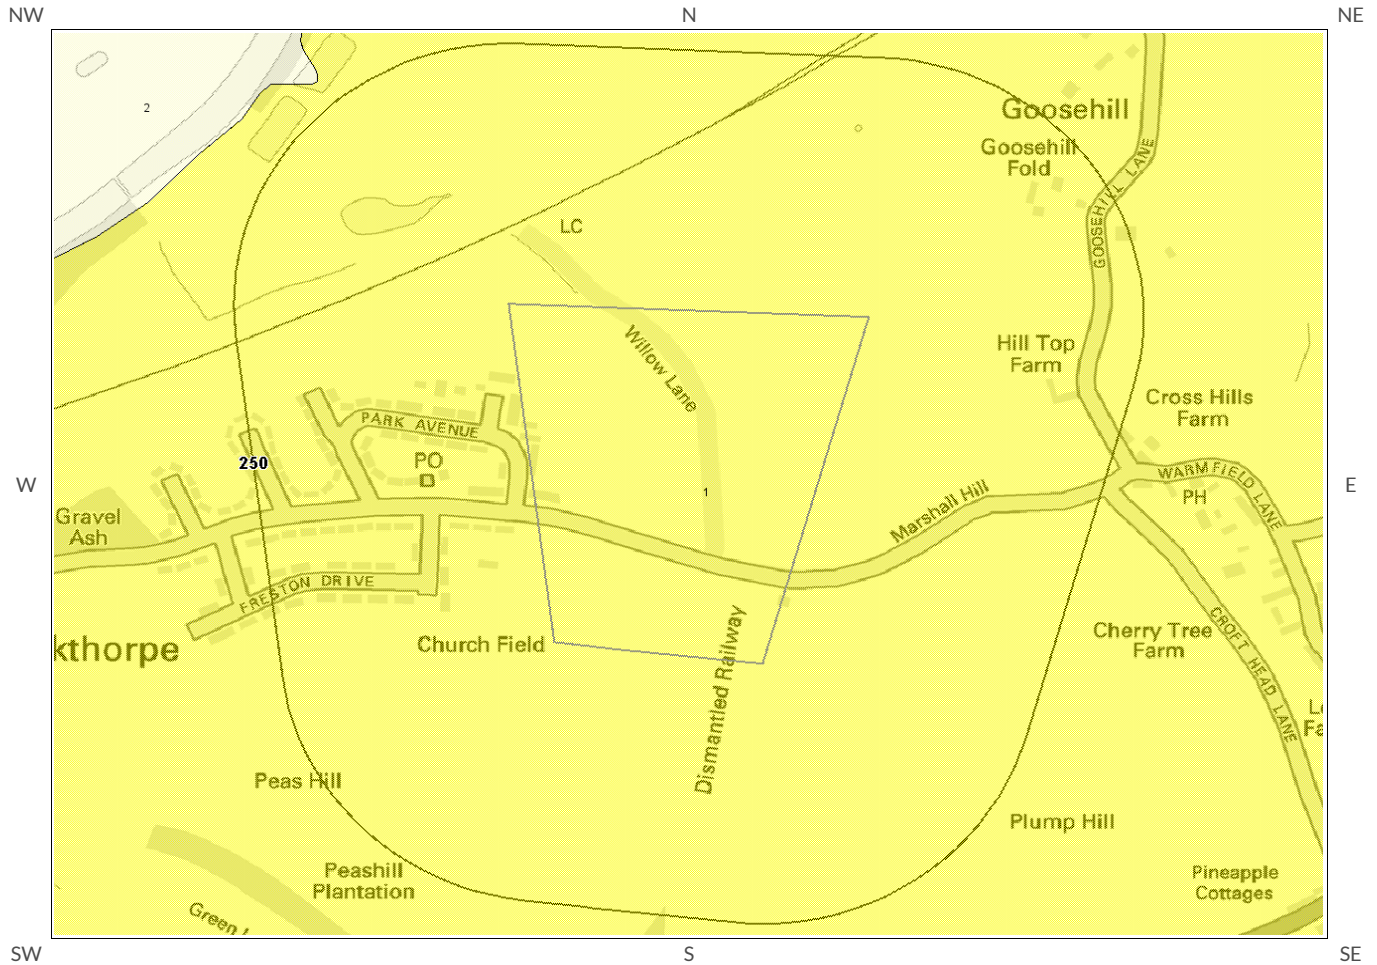 NW
N
NE
2
Goosehill
Goosehill
Fold
GOOSEHILL LANE
GOOSEHILL
LC
Willow Lane
Hill Top
Farm
Cross Hills
Farm
PARK AVENUE
PO
250
W
1
Marshall Hill
WARMFIELD LANE
PH
E
Gravel
Ash
FRESTON DRIVE
kthorpe
Church Field
Dismantled Railway
Cherry Tree
Farm
CROFT HEAD LANE
Peas Hill
Plump Hill
Peashill
Plantation
Green
Pineapple
Cottages
SW
S
SE